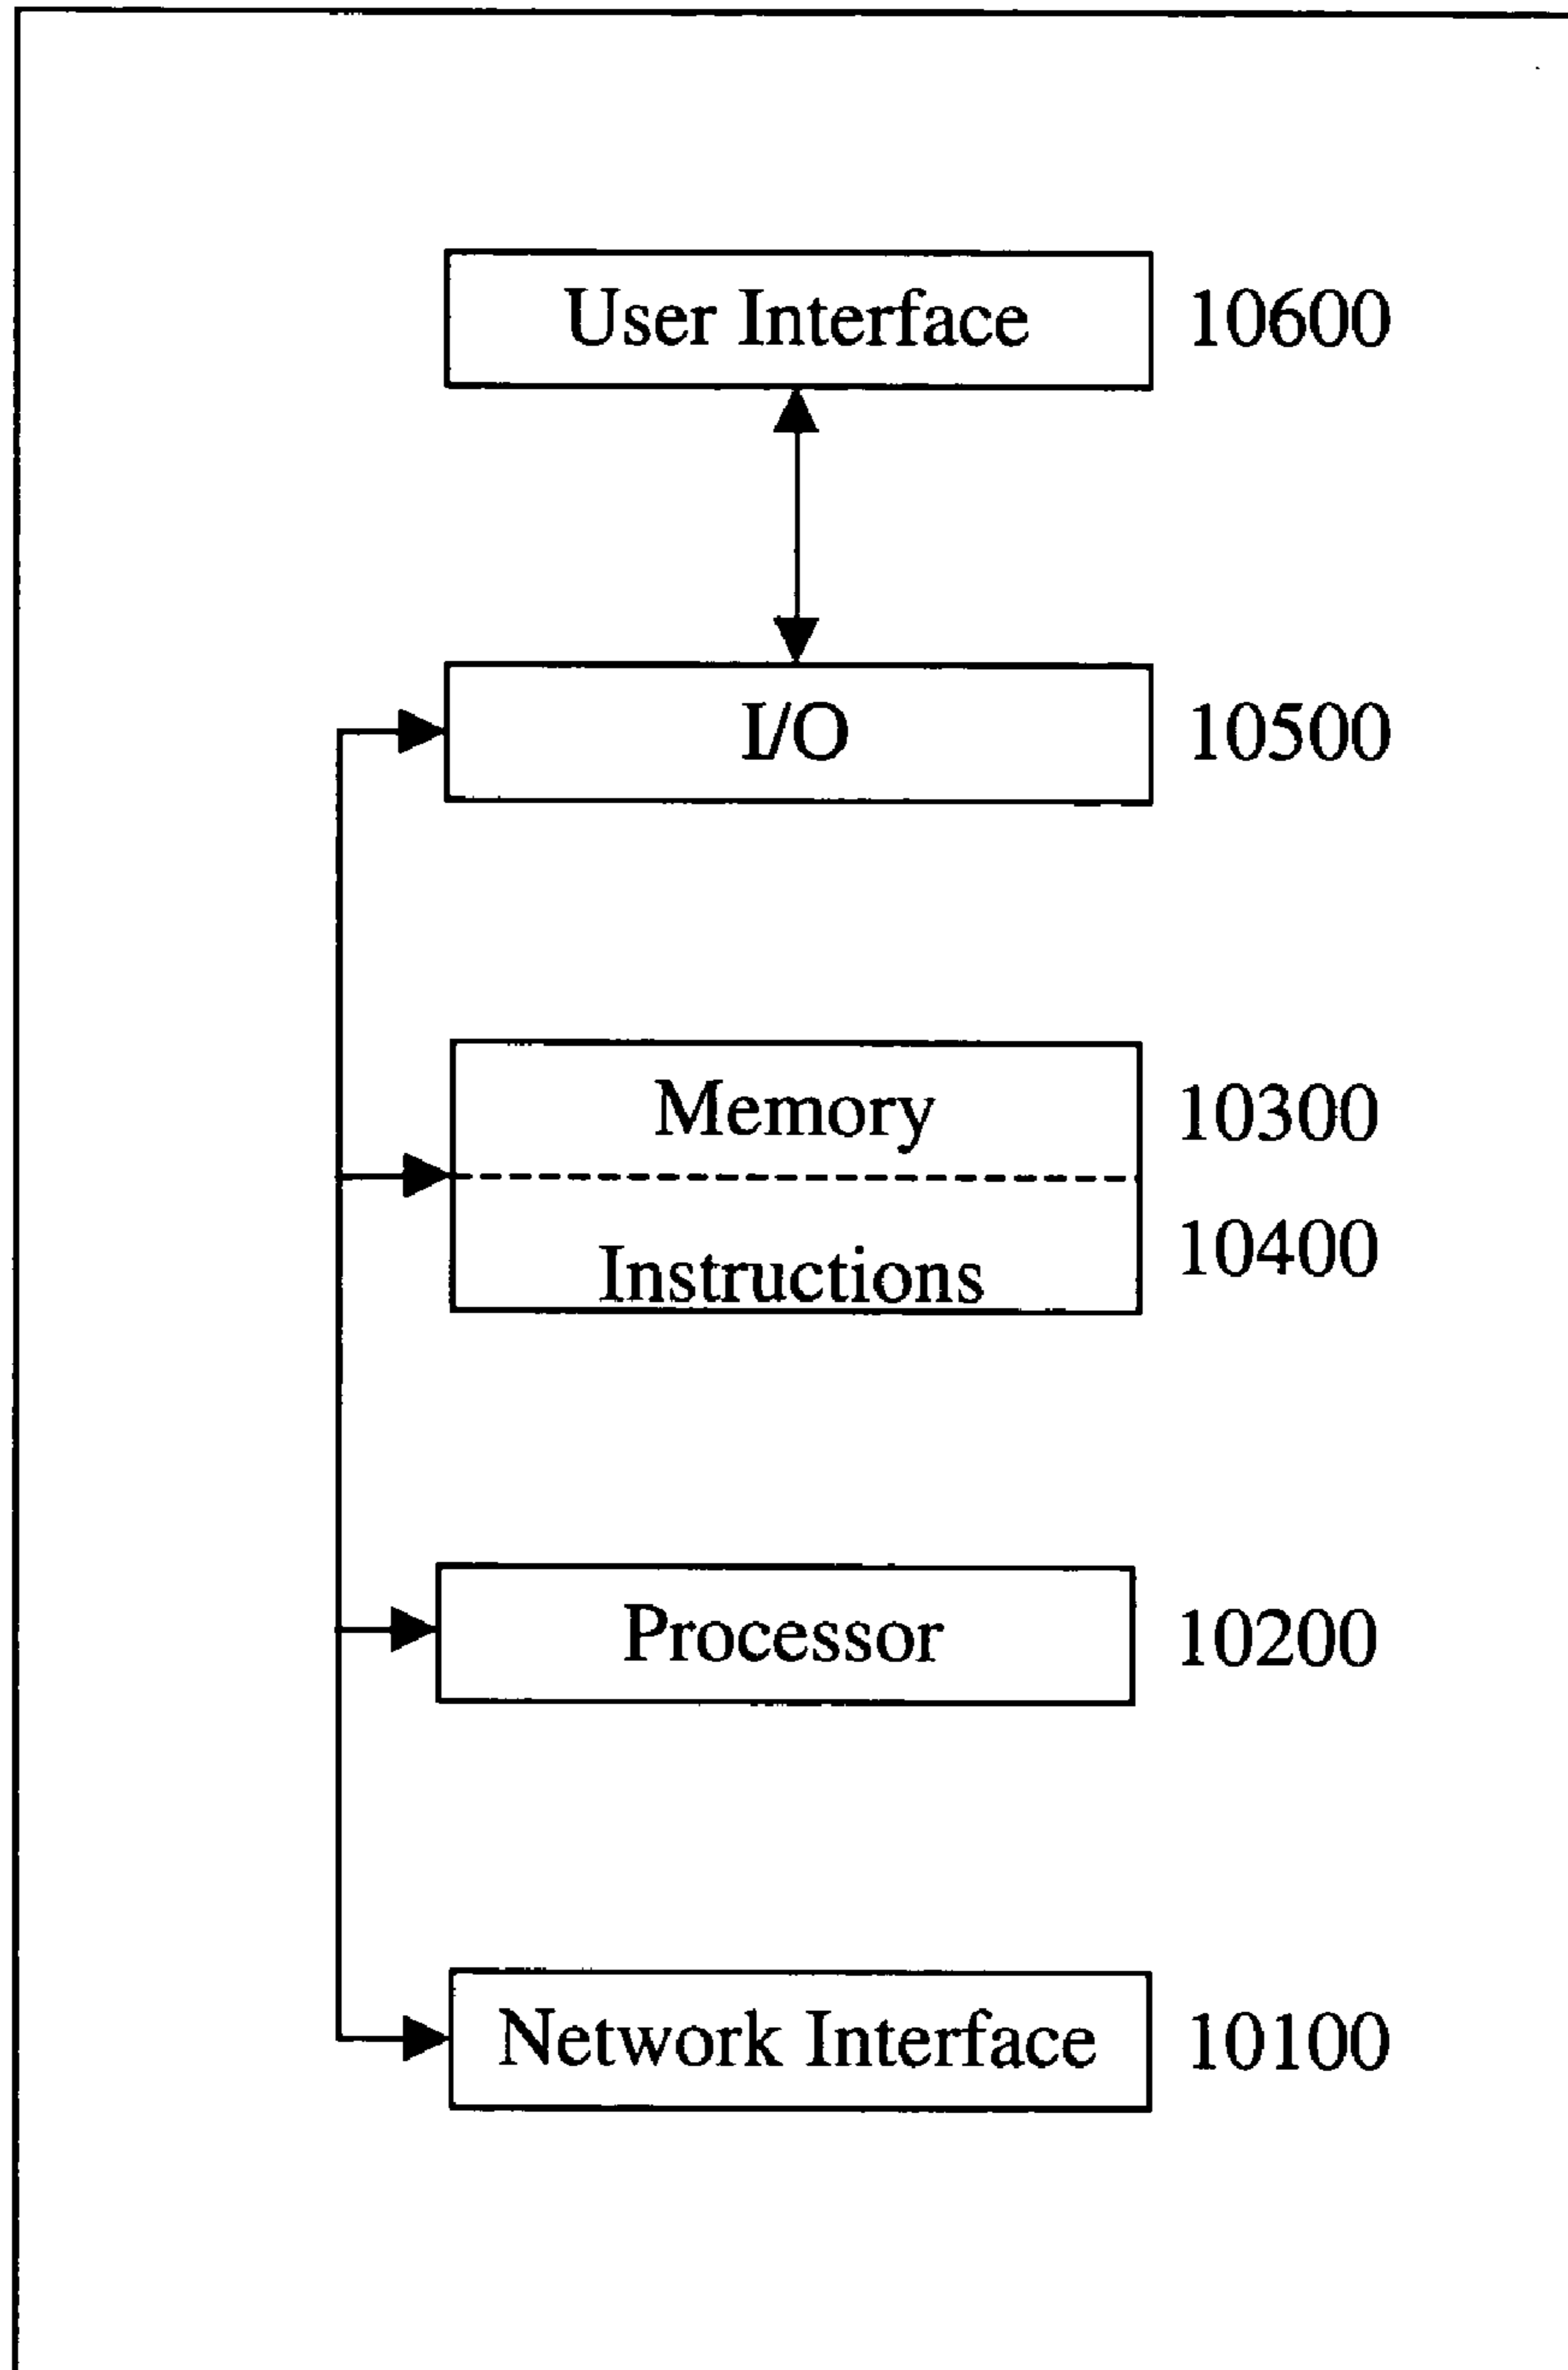 User Interface 10600
I/O 10500
Memory 10300
Instructions 10400
Processor 10200
Network Interface 10100